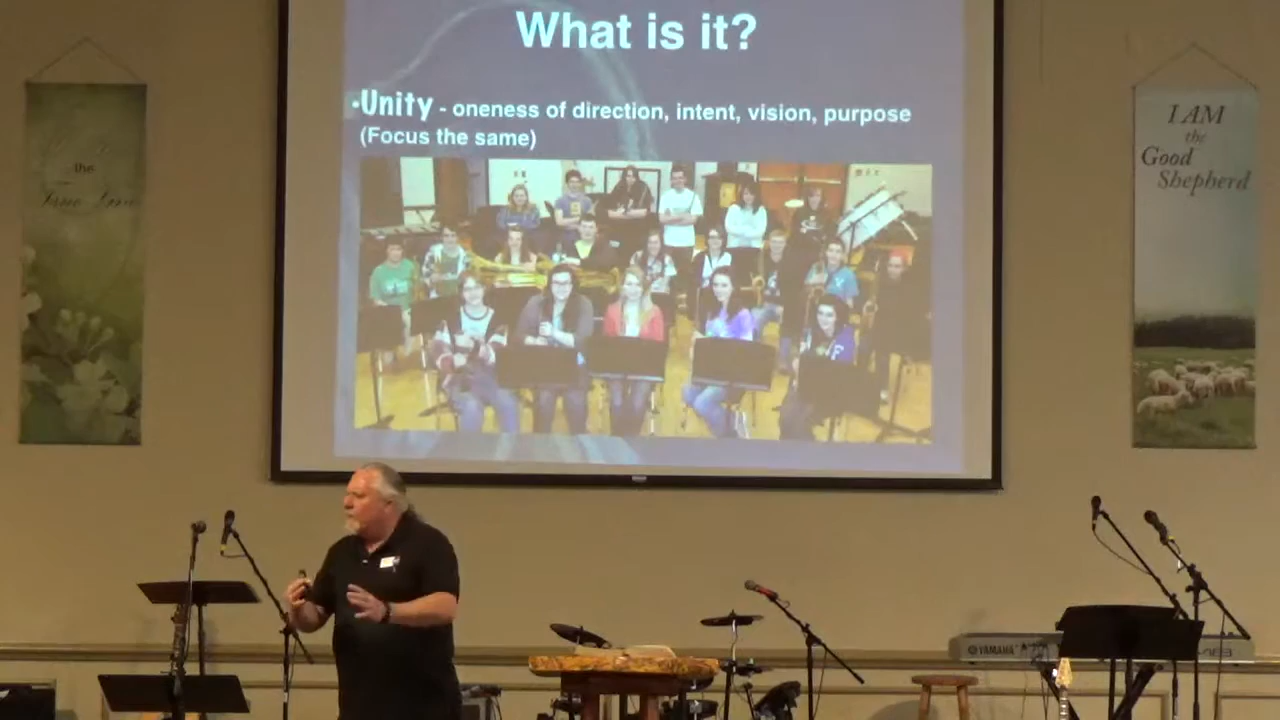 What is it?
•Unity - oneness of direction, intent, vision, purpose
(Focus the same)
I AM
the
Good
Shepherd
the
YAMAHA